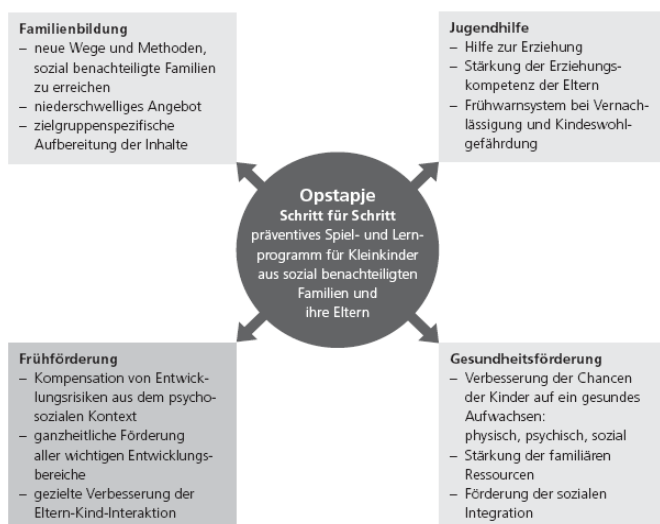 Familienbildung
– neue Wege und Methoden,
sozial benachteiligte Familien
zu erreichen
– niederschwelliges Angebot
– zielgruppenspezifische
Aufbereitung der Inhalte
Jugendhilfe
– Hilfe zur Erziehung
– Stärkung der Erziehungs-
kompetenz der Eltern
– Frühwarnsystem bei Vernach-
lässigung und Kindeswohl-
gefährdung
Opstapje
Schritt für Schritt
präventives Spiel- und Lern-
programm für Kleinkinder
aus sozial benachteiligten
Familien und
ihre Eltern
Frühförderung
– Kompensation von Entwick-
lungsrisiken aus dem psycho-
sozialen Kontext
– ganzheitliche Förderung
aller wichtigen Entwicklungs-
bereiche
– gezielte Verbesserung der
Eltern-Kind-Interaktion
Gesundheitsförderung
– Verbesserung der Chancen
der Kinder auf ein gesundes
Aufwachsen:
physisch, psychisch, sozial
– Stärkung der familiären
Ressourcen
– Förderung der sozialen
Integration